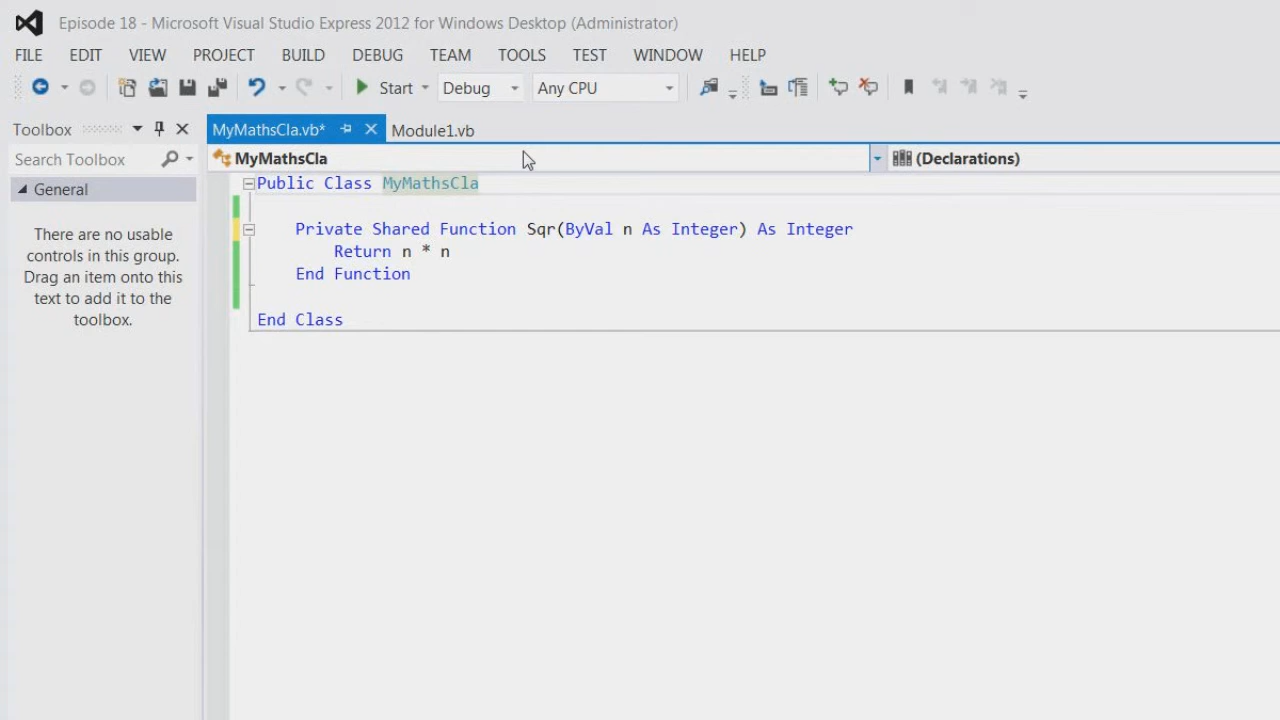 Episode 18 - Microsoft Visual Studio Express 2012 for Windows Desktop (Administrator)
FILE EDIT VIEW PROJECT BUILD DEBUG TEAM TOOLS TEST WINDOW HELP
Start Debug Any CPU
Toolbox MyMathsCla.vb* Module1.vb
Search Toolbox MyMathsCla (Declarations)
General
There are no usable
controls in this group.
Drag an item onto this
text to add it to the
toolbox.
Public Class MyMathsCla
Private Shared Function Sqr(ByVal n As Integer) As Integer
Return n * n
End Function
End Class